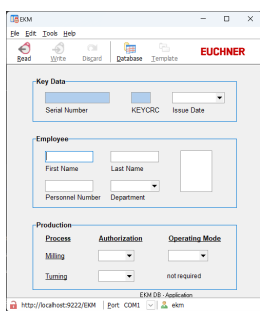 EKM
File Edit Tools Help
Read Write Discard Database Template EUCHNER
Key Data
Serial Number KEYCRC Issue Date
Employee
First Name Last Name
Personnel Number Department
Production
Process Authorization Operating Mode
Milling
Turning not required
EKM DB - Application
http://localhost:9222/EKM Port COM1 ekm